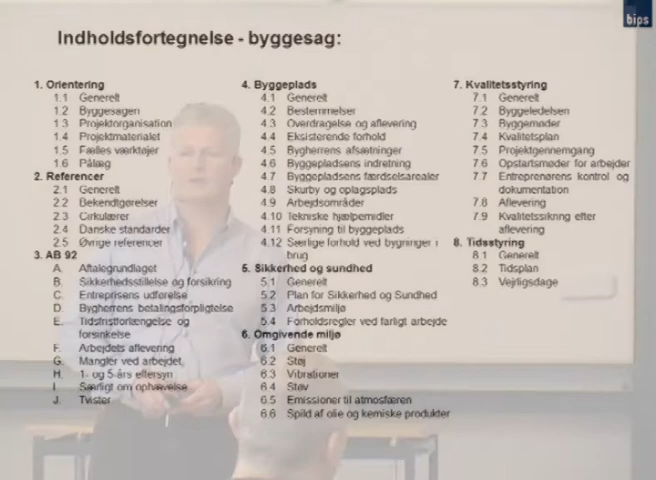 bips
Indholdsfortegnelse - byggesag:
1. Orientering
1.1 Generelt
1.2 Byggesagen
1.3 Projektorganisation
1.4 Projektmaterialet
1.5 Fælles værktøjer
1.6 Pålæg
2. Referencer
2.1 Generelt
2.2 Bekendtgørelser
2.3 Cirkulærer
2.4 Danske standarder
2.5 Øvrige referencer
3. AB 92
A. Aftalegrundlaget
B. Sikkerhedsstillelse og forsikring
C. Entreprisens udførelse
D. Bygherrens betalingsforpligtelse
E. Tidsfristforlængelse og
forsinkelse
F. Arbejdets aflevering
G. Mangler ved arbejdet,
H. 1- og 5-års eftersyn
I. Særligt om ophævelse
J. Tvister
4. Byggeplads
4.1 Generelt
4.2 Bestemmelser
4.3 Overdragelse og aflevering
4.4 Eksisterende forhold
4.5 Bygherrens afsætninger
4.6 Byggepladsens indretning
4.7 Byggepladsens færdselsarealer
4.8 Skurby og oplagsplads
4.9 Arbejdsområder
4.10 Tekniske hjælpemidler
4.11 Forsyning til byggeplads
4.12 Særlige forhold ved bygninger i
brug
5. Sikkerhed og sundhed
5.1 Generelt
5.2 Plan for Sikkerhed og Sundhed
5.3 Arbejdsmiljø
5.4 Forholdsregler ved farligt arbejde
6. Omgivende miljø
6.1 Generelt
6.2 Støj
6.3 Vibrationer
6.4 Støv
6.5 Emissioner til atmosfæren
6.6 Spild af olie og kemiske produkter
7. Kvalitetsstyring
7.1 Generelt
7.2 Byggeledelsen
7.3 Byggemøder
7.4 Kvalitetsplan
7.5 Projektgennemgang
7.6 Opstartsmøder for arbejder
7.7 Entreprenørens kontrol og
dokumentation
7.8 Aflevering
7.9 Kvalitetssikring efter
aflevering
8. Tidsstyring
8.1 Generelt
8.2 Tidsplan
8.3 Vejrligsdage